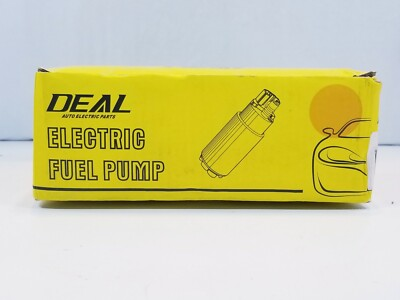 DEAL
AUTO ELECTRIC PARTS
ELECTRIC
FUEL PUMP